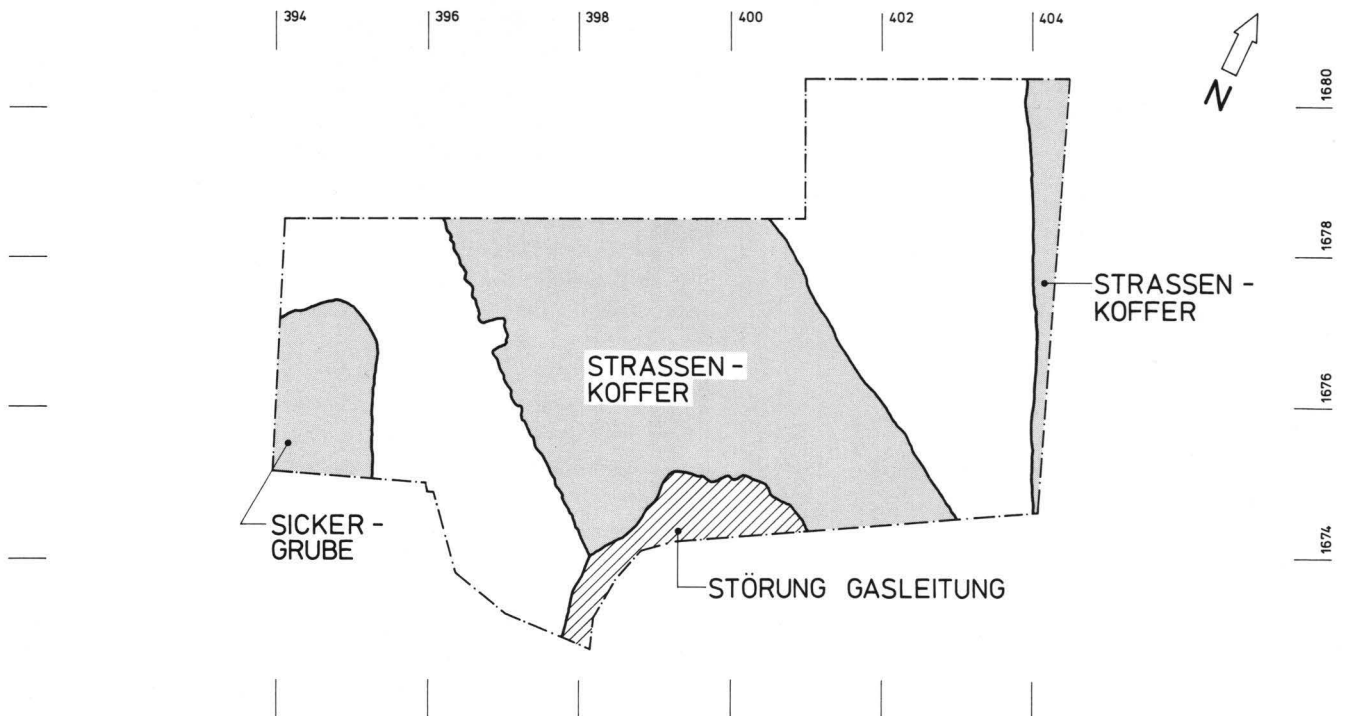 394 396 398 400 402 404
N
1680
1678
STRASSEN-
KOFFER
STRASSEN-
KOFFER
1676
SICKER-
GRUBE
1674
STÖRUNG GASLEITUNG